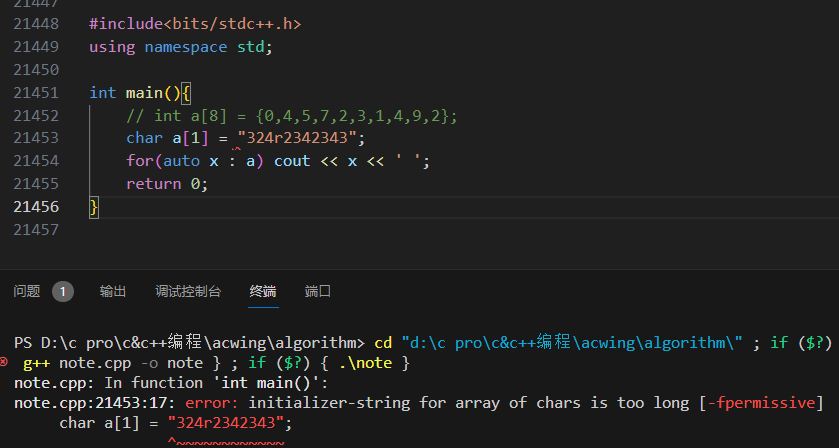 21447
21448 #include<bits/stdc++.h>
21449 using namespace std;
21450
21451 int main(){
21452 // int a[8] = {0,4,5,7,2,3,1,4,9,2};
21453 char a[1] = "324r2342343";
21454 for(auto x : a) cout << x << ' ';
21455 return 0;
21456 }
21457
问题 1 输出 调试控制台 终端 端口
PS D:\c pro\c&c++编程\acwing\algorithm> cd "d:\c pro\c&c++编程\acwing\algorithm\" ; if ($?)
g++ note.cpp -o note } ; if ($?) { .\note }
note.cpp: In function 'int main()':
note.cpp:21453:17: error: initializer-string for array of chars is too long [-fpermissive]
char a[1] = "324r2342343";
^~~~~~~~~~~~~